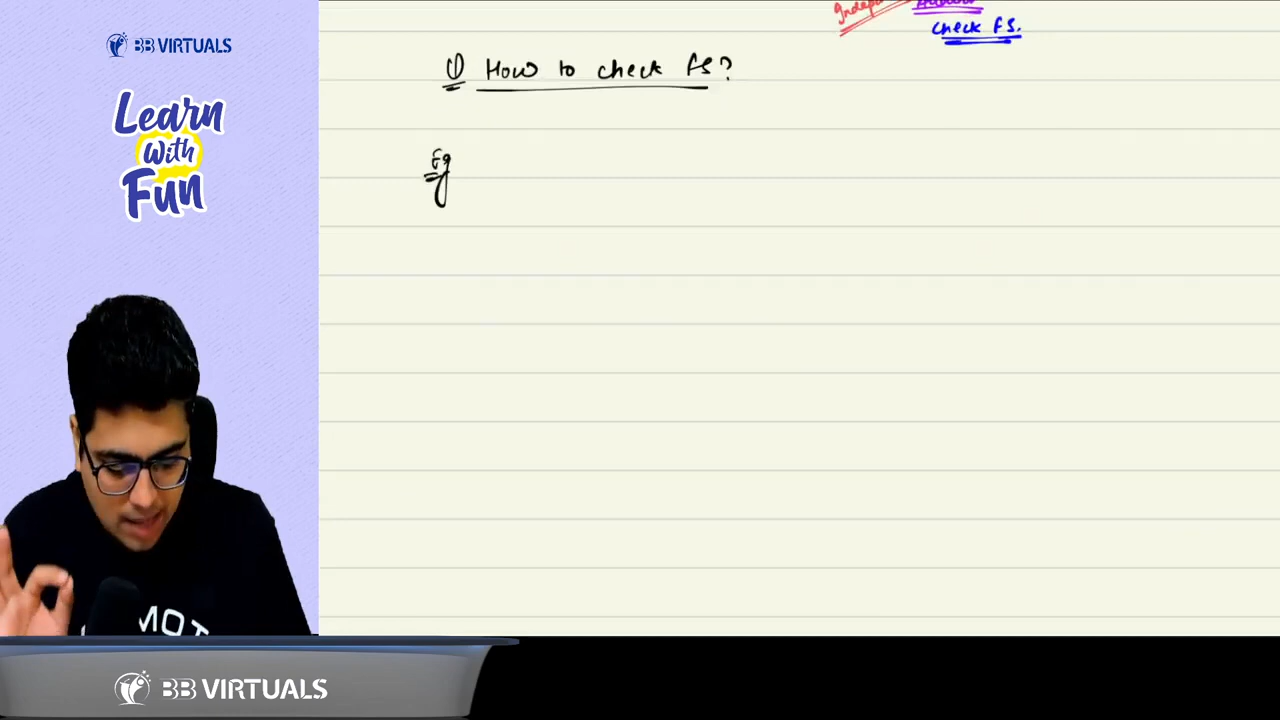 BB VIRTUALS
Learn
With
Fun
check FS.
① How to check FS?
Eg
BB VIRTUALS